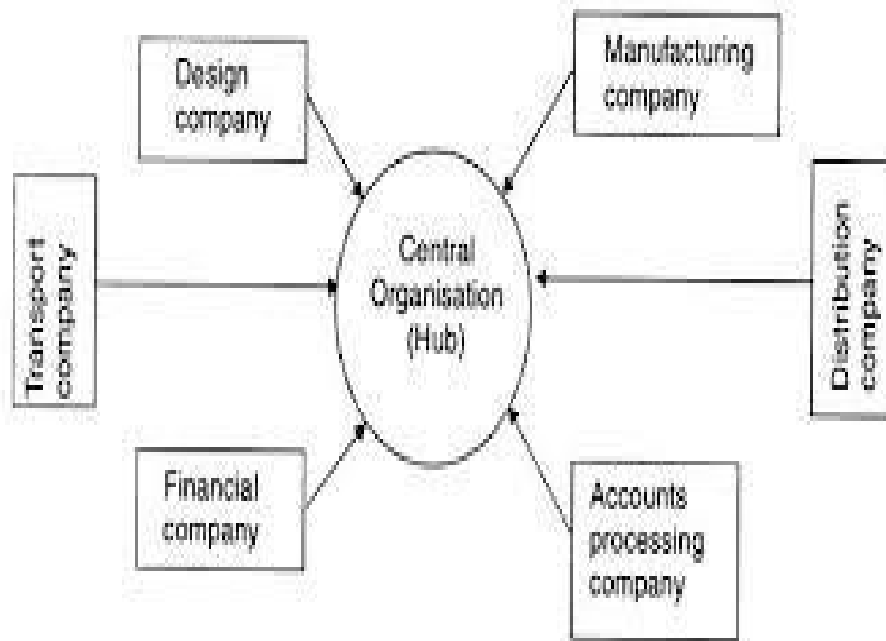 Design
company
Manufacturing
company
Transport
company
Central
Organisation
(Hub)
Distribution
company
Financial
company
Accounts
processing
company